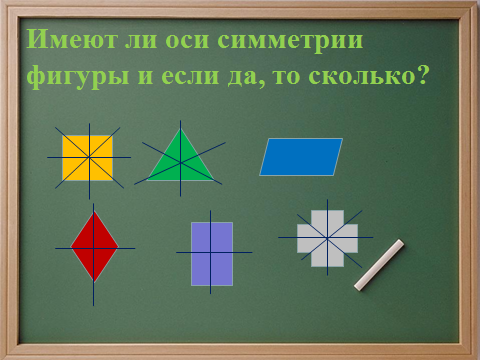 Имеют ли оси симметрии
фигуры и если да, то сколько?